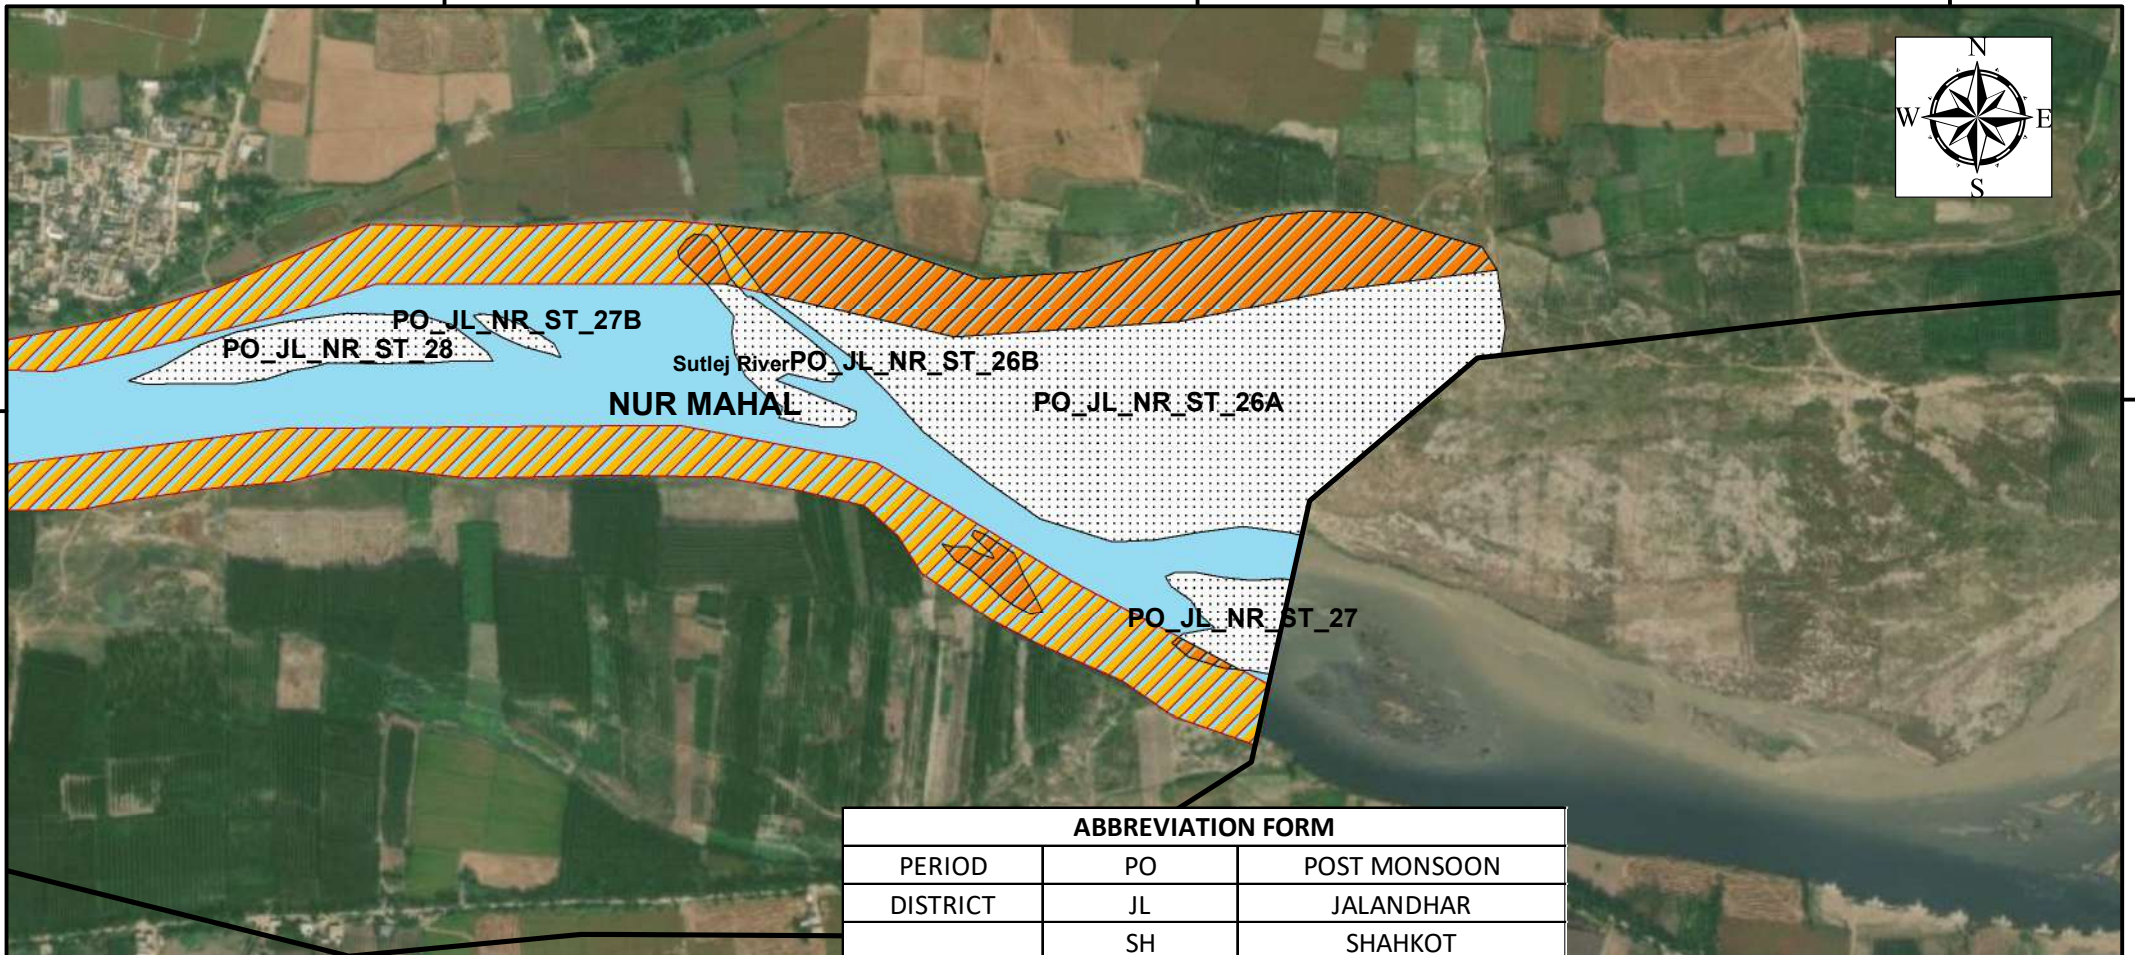 N
W E
S
PO_JL_NR_ST_27B
PO_JL_NR_ST_28
Sutlej River
PO_JL_NR_ST_26B
NUR MAHAL
PO_JL_NR_ST_26A
PO_JL_NR_ST_27
ABBREVIATION FORM
PERIOD PO POST MONSOON
DISTRICT JL JALANDHAR
SH SHAHKOT